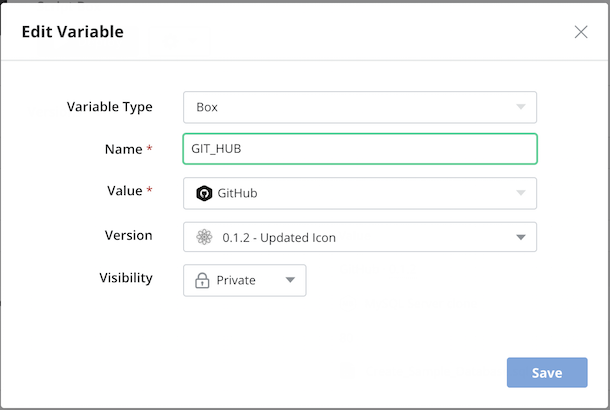 Edit Variable
Variable Type
Box
Name *
GIT_HUB
Value *
GitHub
Version
0.1.2 - Updated Icon
Visibility
Private
Save